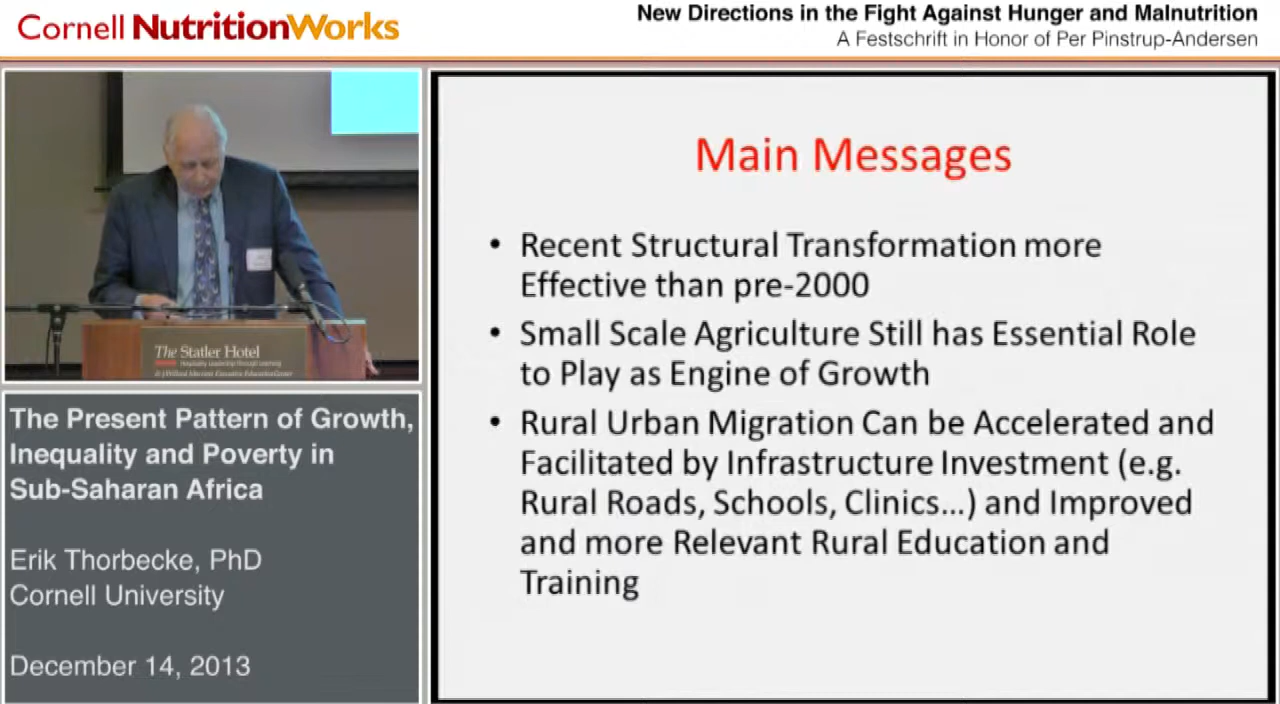 Cornell NutritionWorks
New Directions in the Fight Against Hunger and Malnutrition
A Festschrift in Honor of Per Pinstrup-Andersen
The Statler Hotel
The Present Pattern of Growth,
Inequality and Poverty in
Sub-Saharan Africa
Erik Thorbecke, PhD
Cornell University
December 14, 2013
Main Messages
• Recent Structural Transformation more
Effective than pre-2000
• Small Scale Agriculture Still has Essential Role
to Play as Engine of Growth
• Rural Urban Migration Can be Accelerated and
Facilitated by Infrastructure Investment (e.g.
Rural Roads, Schools, Clinics...) and Improved
and more Relevant Rural Education and
Training